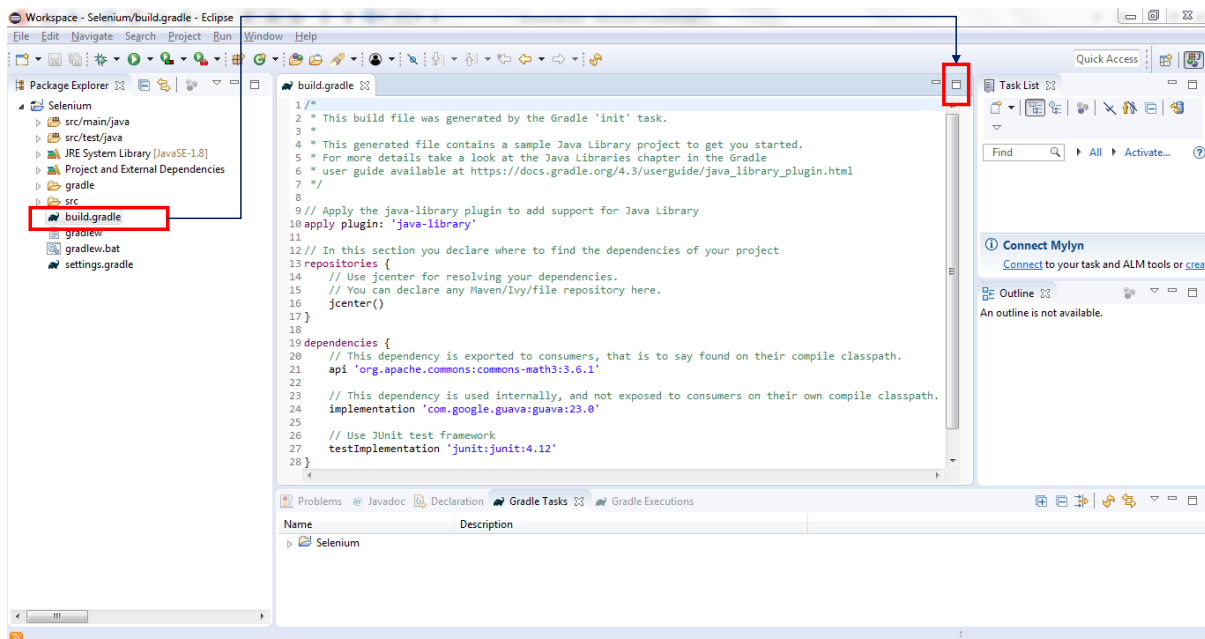 Workspace - Selenium/build.gradle - Eclipse
File Edit Navigate Search Project Run Window Help
Quick Access
Package Explorer
Selenium
src/main/java
src/test/java
JRE System Library [JavaSE-1.8]
Project and External Dependencies
gradle
src
build.gradle
gradlew
gradlew.bat
settings.gradle
build.gradle
1 /*
2  * This build file was generated by the Gradle 'init' task.
3  *
4  * This generated file contains a sample Java Library project to get you started.
5  * For more details take a look at the Java Libraries chapter in the Gradle
6  * user guide available at https://docs.gradle.org/4.3/userguide/java_library_plugin.html
7  */
8
9 // Apply the java-library plugin to add support for Java Library
10 apply plugin: 'java-library'
11
12 // In this section you declare where to find the dependencies of your project
13 repositories {
14     // Use jcenter for resolving your dependencies.
15     // You can declare any Maven/Ivy/file repository here.
16     jcenter()
17 }
18
19 dependencies {
20     // This dependency is exported to consumers, that is to say found on their compile classpath.
21     api 'org.apache.commons:commons-math3:3.6.1'
22
23     // This dependency is used internally, and not exposed to consumers on their own compile classpath.
24     implementation 'com.google.guava:guava:23.0'
25
26     // Use JUnit test framework
27     testImplementation 'junit:junit:4.12'
28 }
Task List
Find All Activate...
Connect Mylyn
Connect to your task and ALM tools or crea
Outline
An outline is not available.
Problems @ Javadoc Declaration Gradle Tasks Gradle Executions
Name Description
Selenium